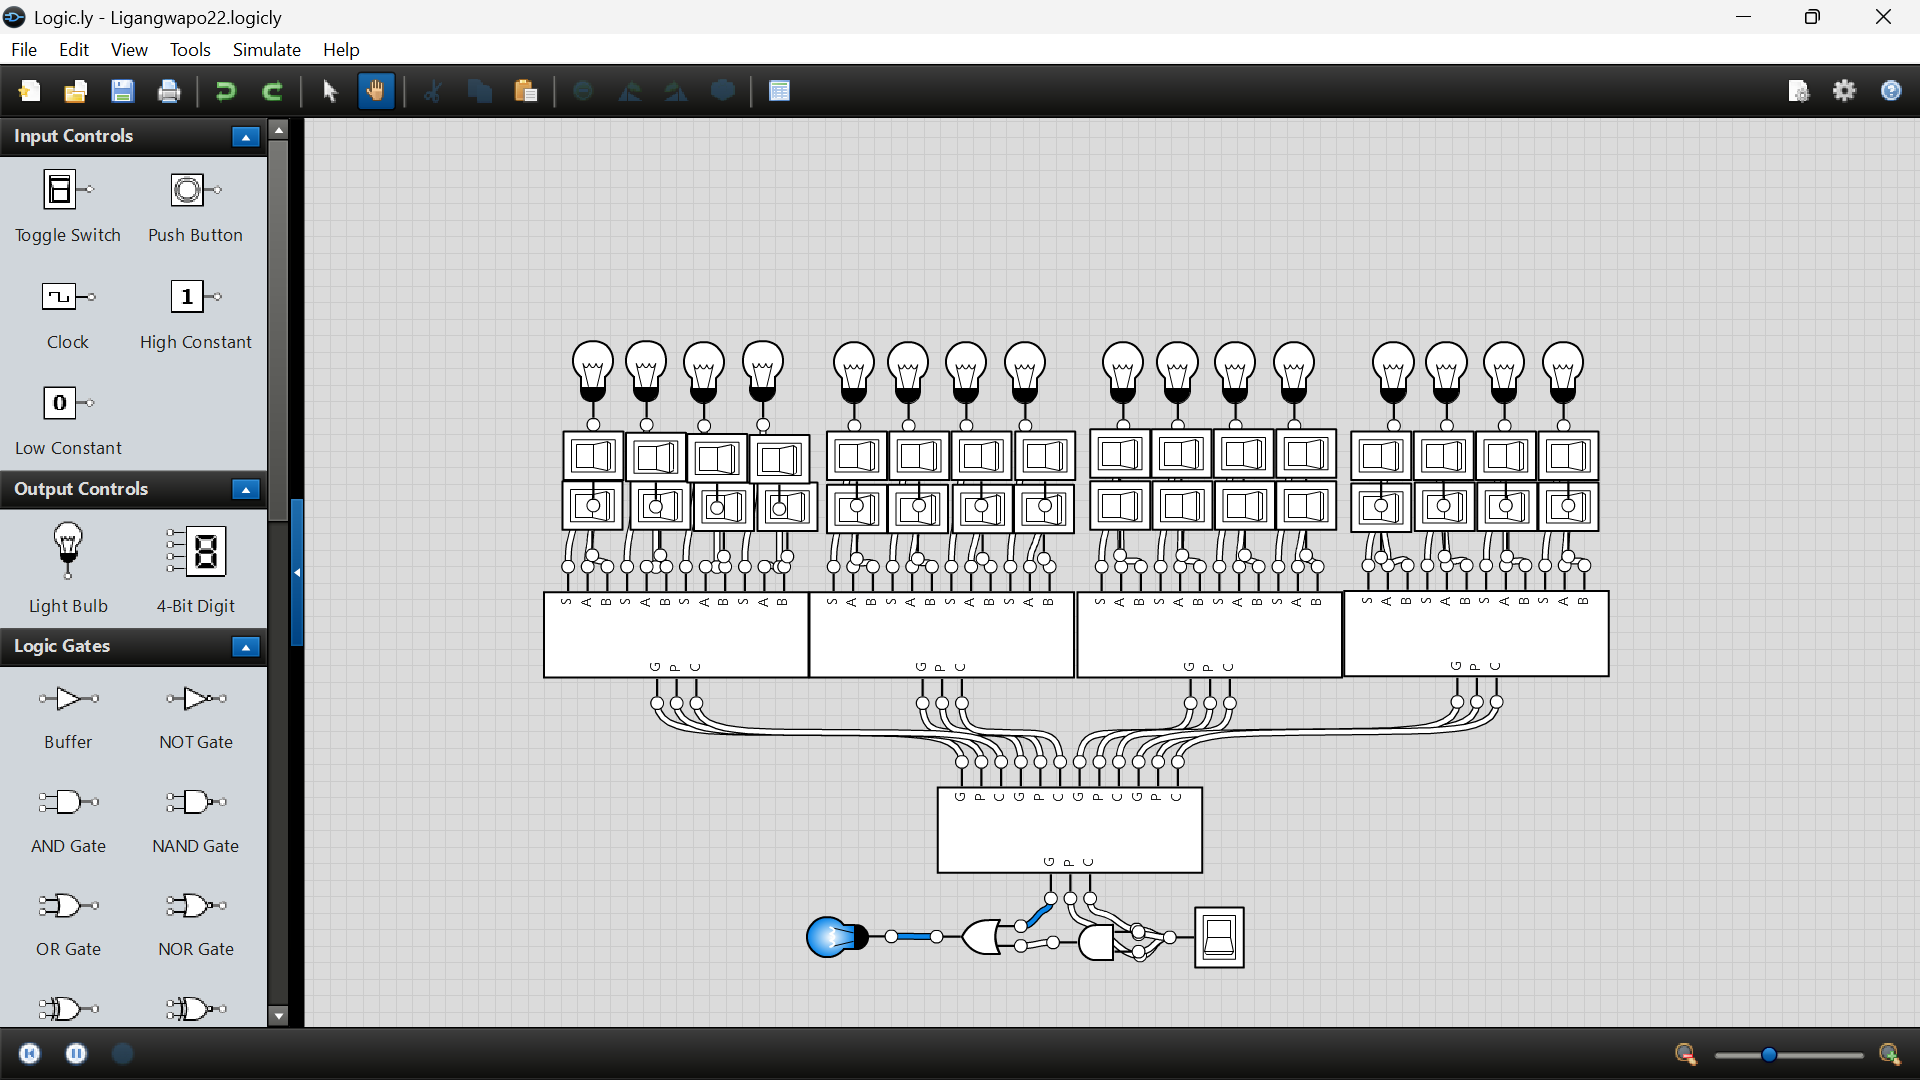 Logic.ly - Ligangwapo22.logicly
File Edit View Tools Simulate Help
Input Controls
Toggle Switch Push Button
1
Clock High Constant
0
Low Constant
Output Controls
8
Light Bulb 4-Bit Digit
Logic Gates
Buffer NOT Gate
AND Gate NAND Gate
OR Gate NOR Gate
S A B S A B S A B S A B S A B S A B S A B S A B S A B S A B S A B S A B S A B S A B S A B S A B
G P C G P C G P C G P C
G P C G P C G P C G P C
G P C